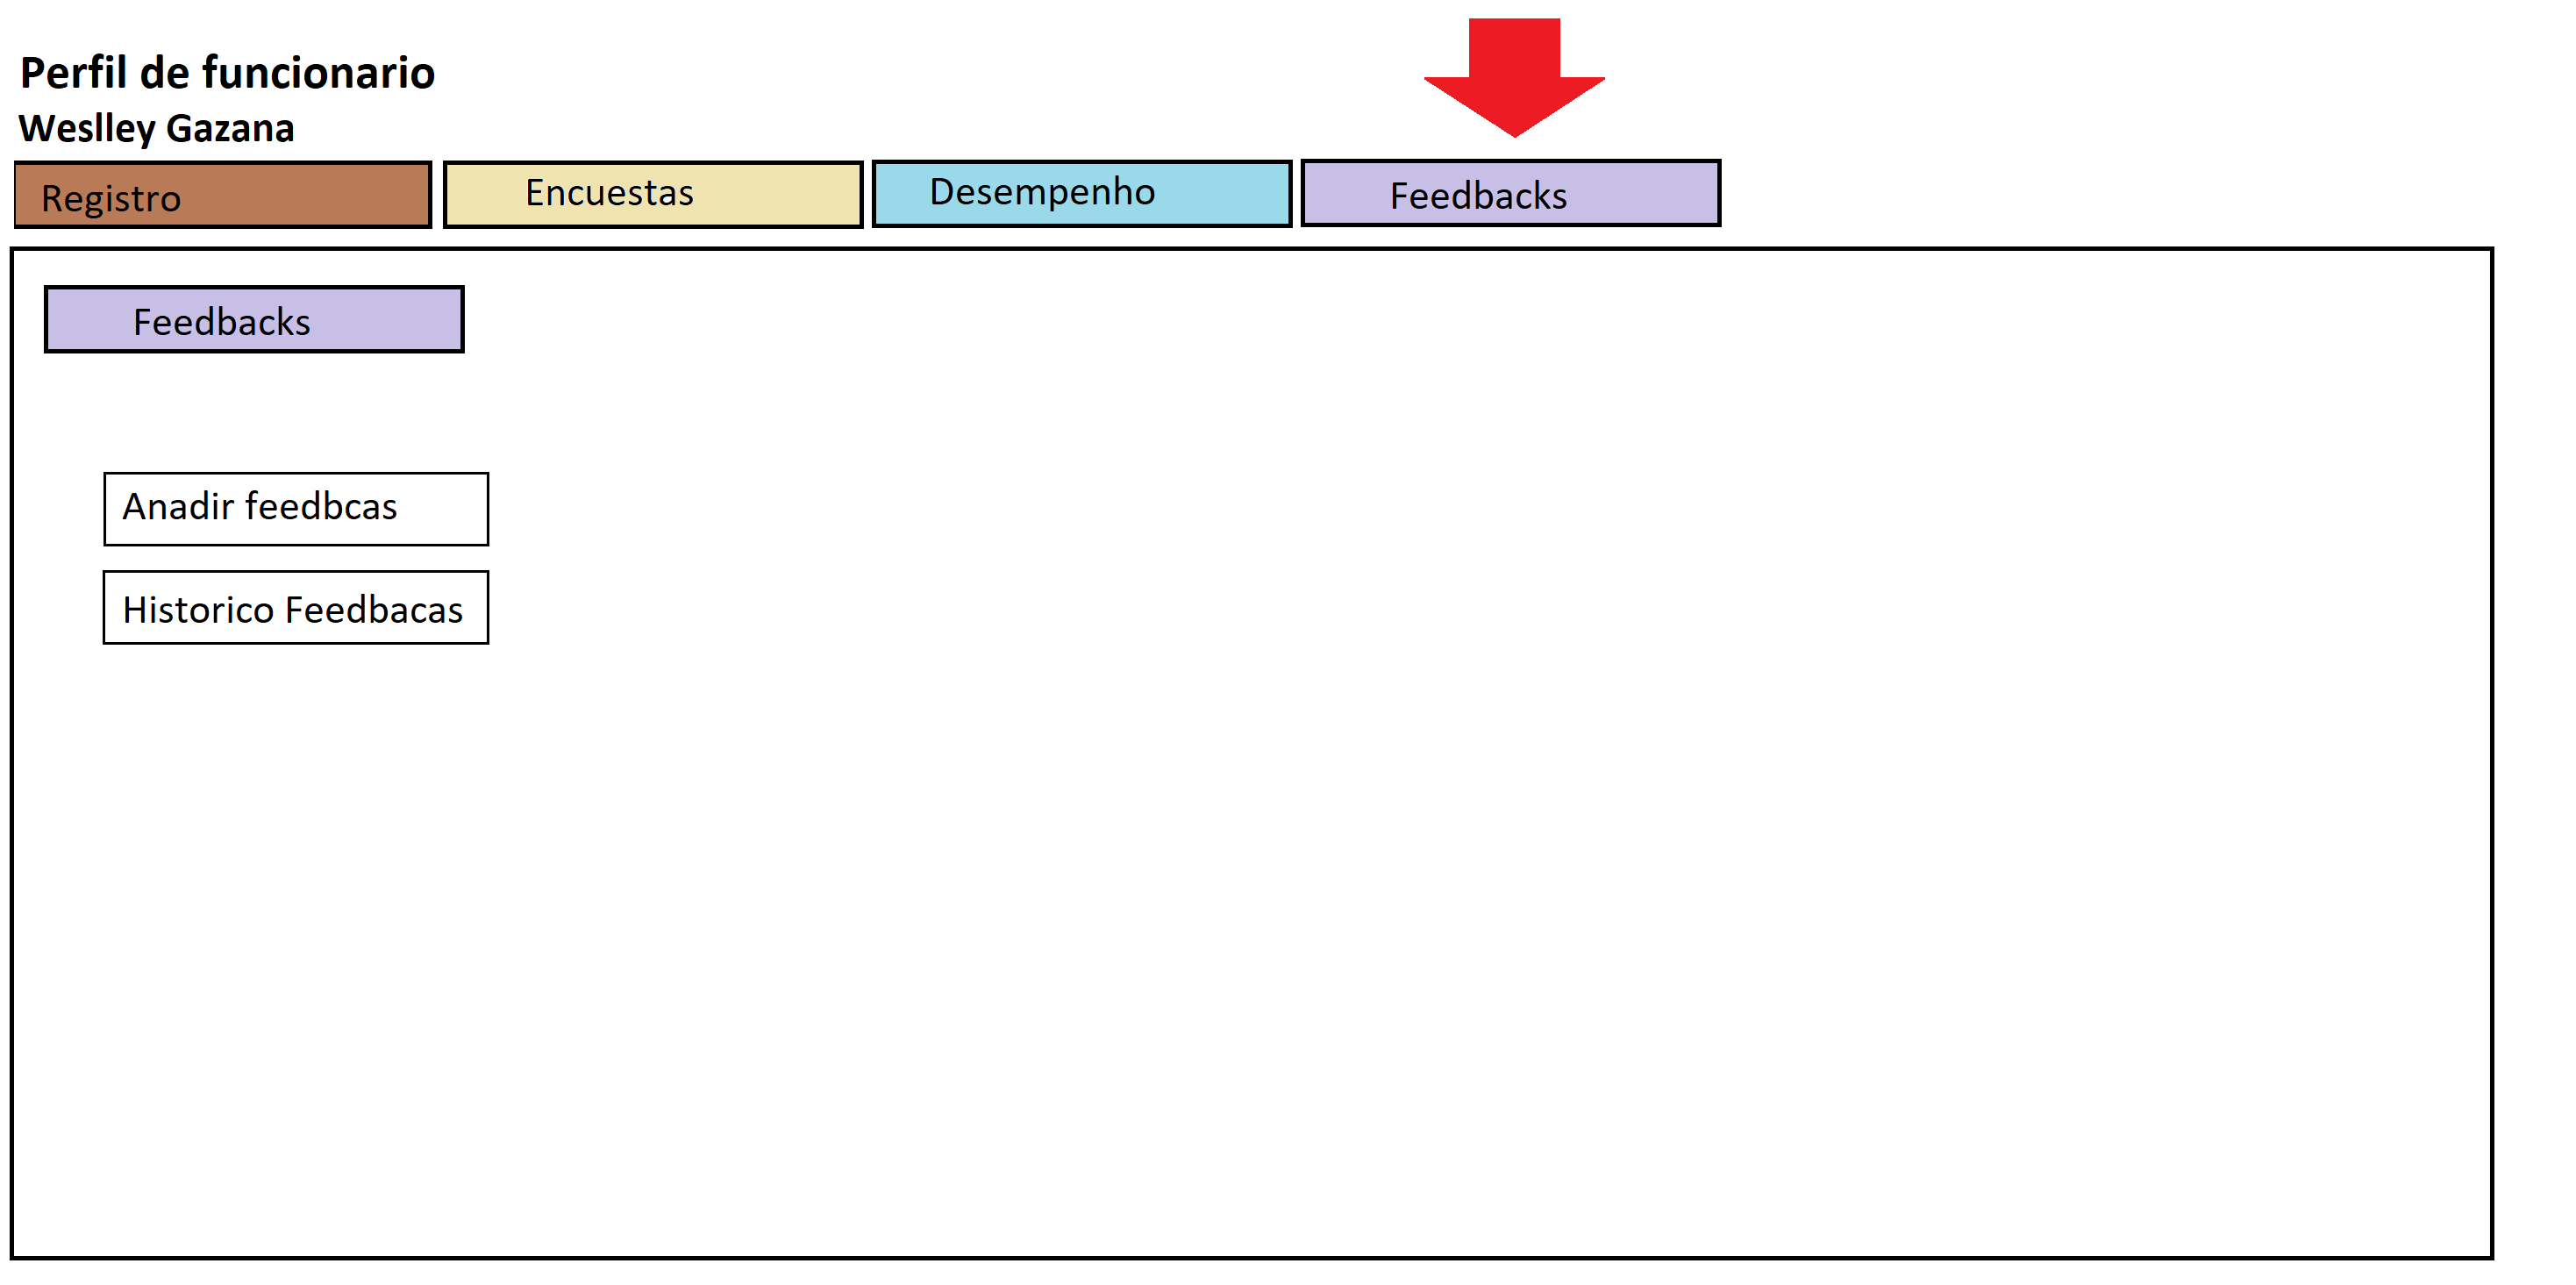 Perfil de funcionario
Weslley Gazana
Registro
Encuestas
Desempenho
Feedbacks
Feedbacks
Anadir feedbcas
Historico Feedbacas